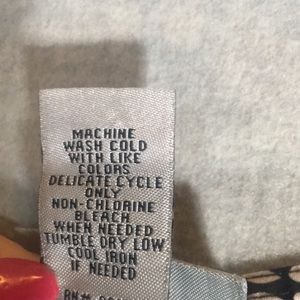 MACHINE
WASH COLD
WITH LIKE
COLORS
DELICATE CYCLE
ONLY
NON-CHLORINE
BLEACH
WHEN NEEDED
TUMBLE DRY LOW
COOL IRON
IF NEEDED
RN#